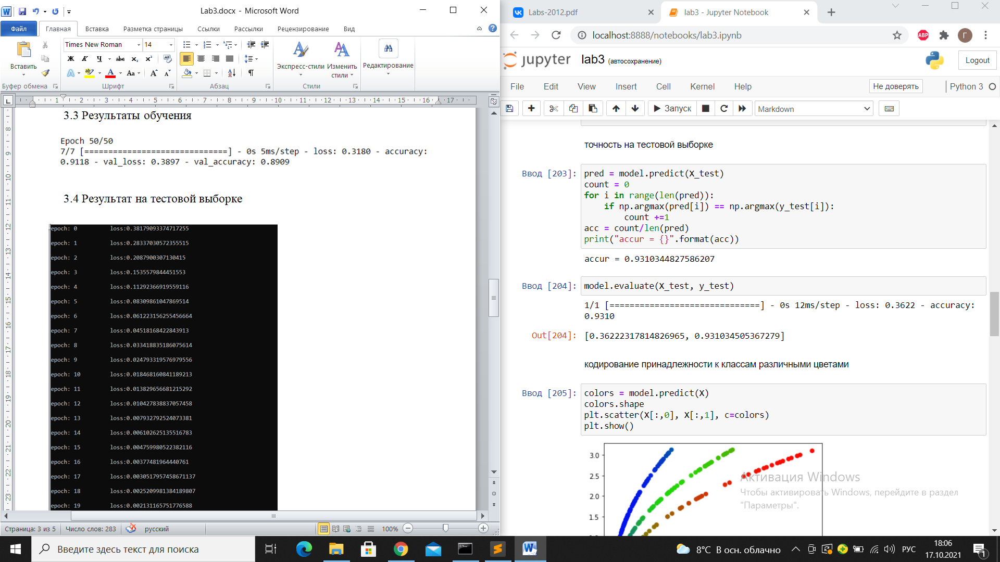 Lab3.docx - Microsoft Word
Файл
Главная
Вставка
Разметка страницы
Ссылки
Рассылки
Рецензирование
Вид
Times New Roman
14
Вставить
Экспресс-стили
Изменить стили
Редактирование
Буфер обмена
Шрифт
Абзац
Стили
3.3 Результаты обучения
Epoch 50/50
7/7 [==============================] - 0s 5ms/step - loss: 0.3180 - accuracy:
0.9118 - val_loss: 0.3897 - val_accuracy: 0.8909
3.4 Результат на тестовой выборке
epoch: 0 loss:0.38179093374717255
epoch: 1 loss:0.28337030572355515
epoch: 2 loss:0.2087900307130415
epoch: 3 loss:0.1535579844451553
epoch: 4 loss:0.11292366919559116
epoch: 5 loss:0.08309861047869514
epoch: 6 loss:0.061223156255456664
epoch: 7 loss:0.04518168422843913
epoch: 8 loss:0.033418835186075614
epoch: 9 loss:0.024793319576979556
epoch: 10 loss:0.018468160841189213
epoch: 11 loss:0.013829656681215292
epoch: 12 loss:0.010427838837057458
epoch: 13 loss:0.007932792524073381
epoch: 14 loss:0.006102625135516783
epoch: 15 loss:0.004759980522382116
epoch: 16 loss:0.00377481964440761
epoch: 17 loss:0.0030517957458671137
epoch: 18 loss:0.0025209981384189807
epoch: 19 loss:0.002131165751776588
Страница: 3 из 5
Число слов: 283
русский
100%
Labs-2012.pdf
lab3 - Jupyter Notebook
localhost:8888/notebooks/lab3.ipynb
ABP
Г
jupyter lab3 (автосохранение)
Logout
File Edit View Insert Cell Kernel Help
Не доверять
Python 3
Запуск
Markdown
точность на тестовой выборке
Ввод [203]:
pred = model.predict(X_test)
count = 0
for i in range(len(pred)):
    if np.argmax(pred[i]) == np.argmax(y_test[i]):
        count +=1
acc = count/len(pred)
print("accur = {}".format(acc))
accur = 0.9310344827586207
Ввод [204]:
model.evaluate(X_test, y_test)
1/1 [==============================] - 0s 12ms/step - loss: 0.3622 - accuracy:
0.9310
Out[204]:
[0.36222317814826965, 0.931034505367279]
кодирование принадлежности к классам различными цветами
Ввод [205]:
colors = model.predict(X)
colors.shape
plt.scatter(X[:,0], X[:,1], c=colors)
plt.show()
3.0
2.5
2.0
1.5
Активация Windows
Чтобы активировать Windows, перейдите в раздел
"Параметры".
Введите здесь текст для поиска
8°C В осн. облачно
РУС
18:06
17.10.2021
1